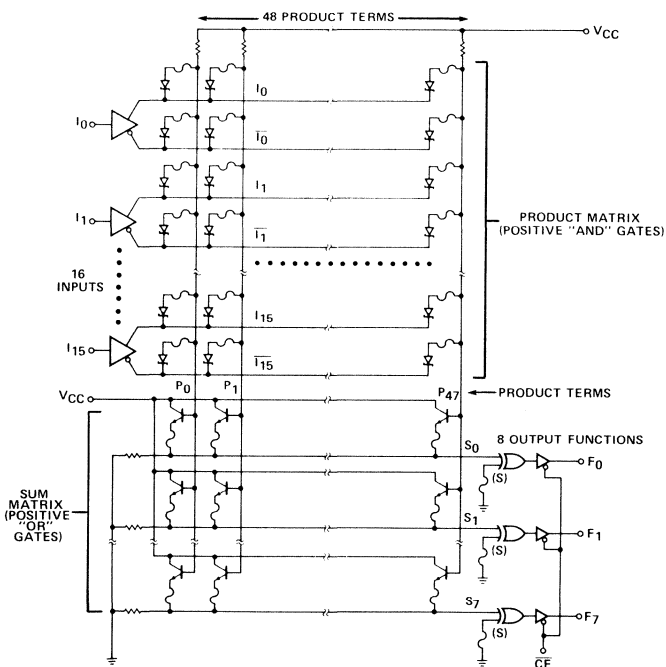 48 PRODUCT TERMS
VCC
I0
I0
I0
I1
I1
I1
PRODUCT MATRIX
(POSITIVE "AND" GATES)
16
INPUTS
I15
I15
I15
P0
P1
P47
PRODUCT TERMS
VCC
S0
8 OUTPUT FUNCTIONS
F0
(S)
SUM
MATRIX
(POSITIVE
"OR"
GATES)
S1
F1
(S)
S7
F7
(S)
CE